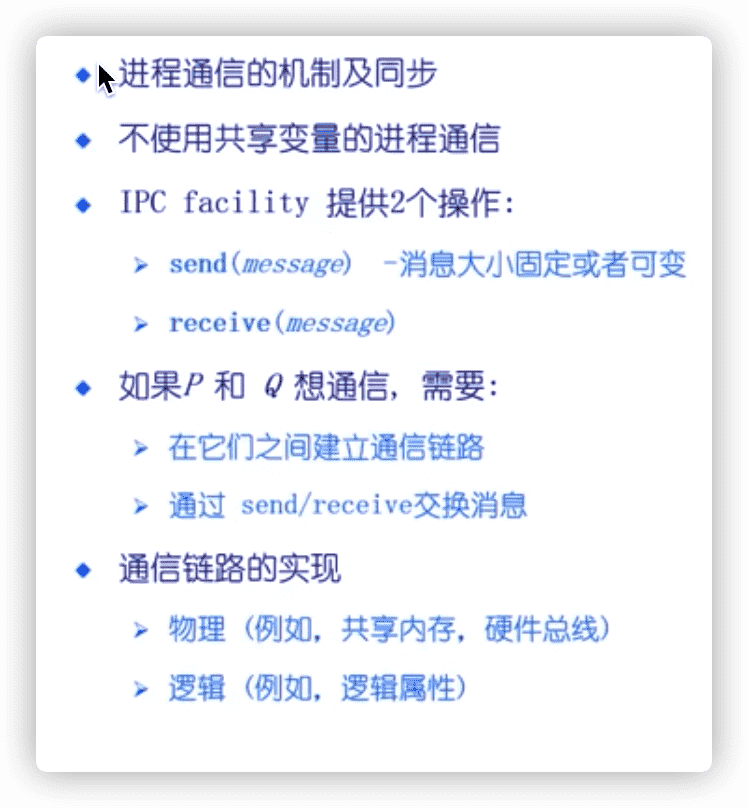 进程通信的机制及同步
不使用共享变量的进程通信
IPC facility 提供2个操作:
send(message) -消息大小固定或者可变
receive(message)
如果P 和 Q 想通信, 需要:
在它们之间建立通信链路
通过 send/receive交换消息
通信链路的实现
物理 (例如, 共享内存, 硬件总线)
逻辑 (例如, 逻辑属性)